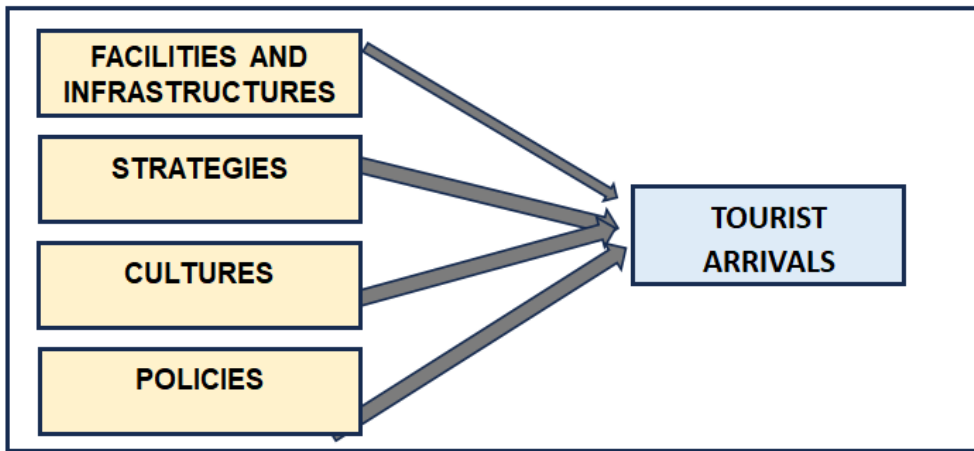 FACILITIES AND
INFRASTRUCTURES
STRATEGIES
CULTURES
POLICIES
TOURIST
ARRIVALS